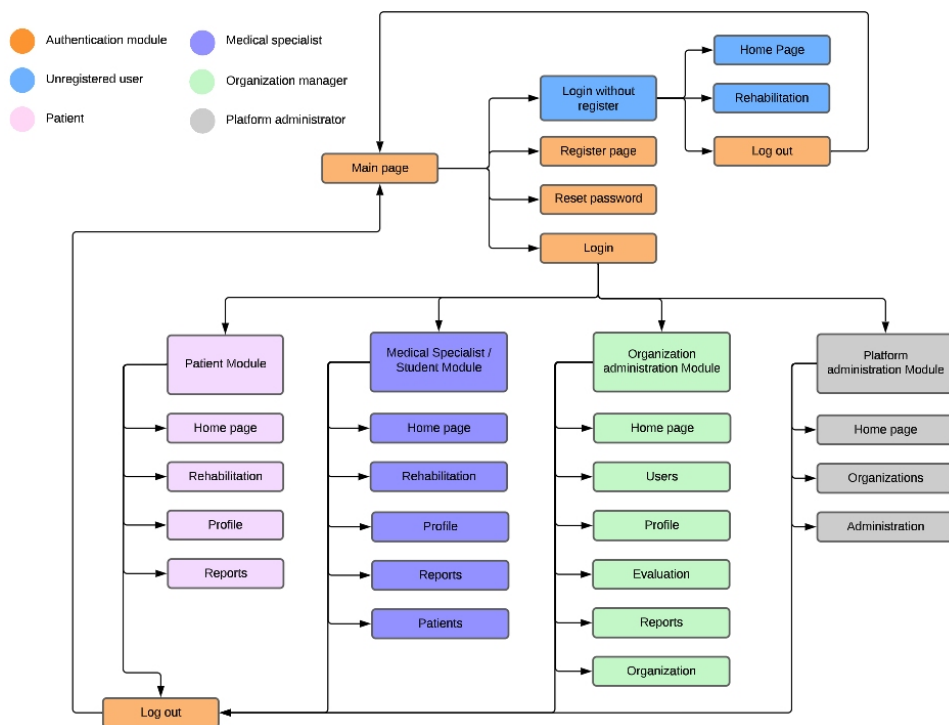 Authentication module
Medical specialist
Unregistered user
Organization manager
Patient
Platform administrator
Home Page
Login without
register
Rehabilitation
Register page
Log out
Main page
Reset password
Login
Patient Module
Medical Specialist /
Student Module
Organization
administration Module
Platform
administration Module
Home page
Home page
Home page
Home page
Rehabilitation
Rehabilitation
Users
Organizations
Profile
Profile
Profile
Administration
Reports
Reports
Evaluation
Patients
Reports
Organization
Log out